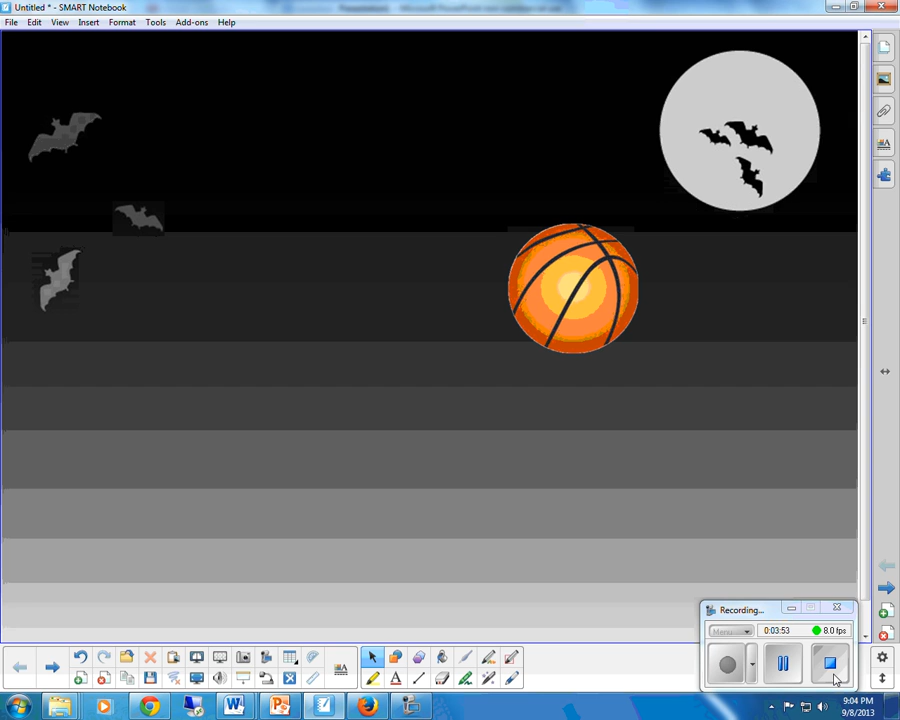 Untitled * - SMART Notebook
File Edit View Insert Format Tools Add-ons Help
Recording...
Menu 0:03:53 8.0 fps
9:04 PM
9/8/2013